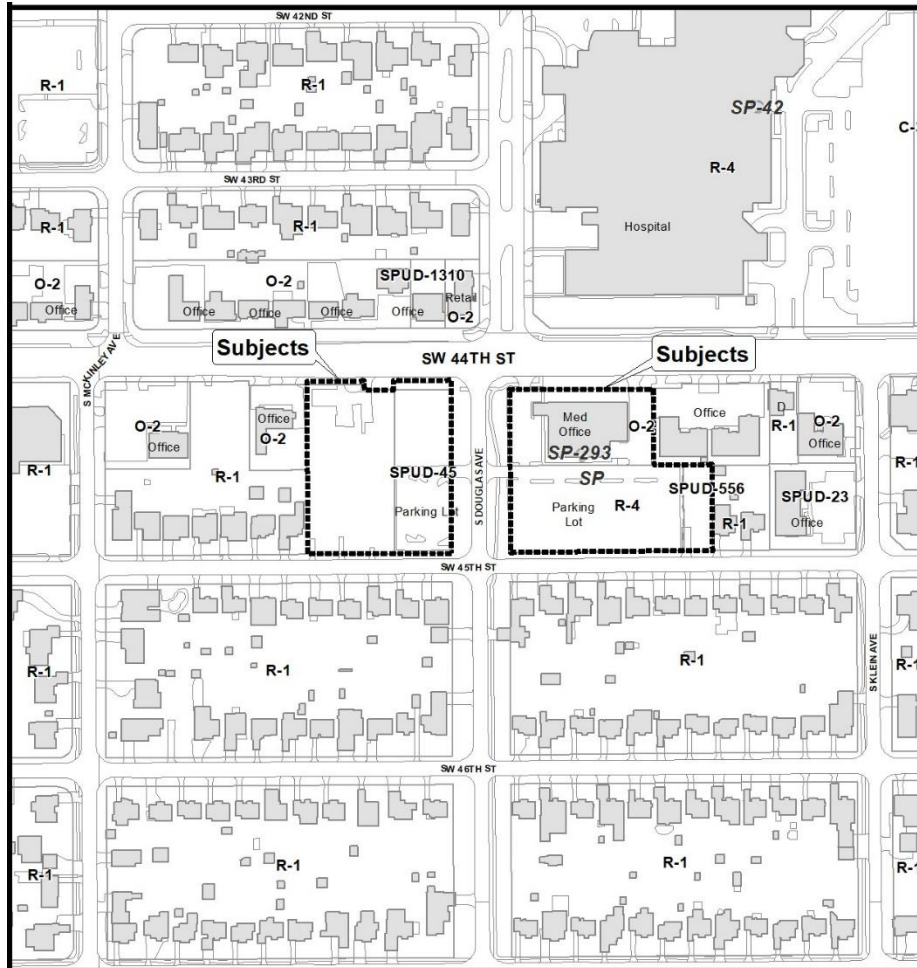 SW 42ND ST
R-1
R-1
SP-42
C-
R-4
SW 43RD ST
Hospital
R-1
R-1
O-2
O-2
SPUD-1310
Office
Office
Office
Office
Office
Retail
O-2
S MCKINLEY AVE
Subjects
SW 44TH ST
Subjects
O-2
Office
Office
O-2
R-1
R-1
SPUD-45
Parking Lot
S DOUGLAS AVE
Med
Office
O-2
SP-293
SP
Parking
Lot
R-4
Office
D
R-1
O-2
Office
SPUD-556
R-1
SPUD-23
Office
R-1
SW 45TH ST
R-1
R-1
R-1
S KLEIN AVE
R-1
SW 46TH ST
R-1
R-1
R-1
R-1